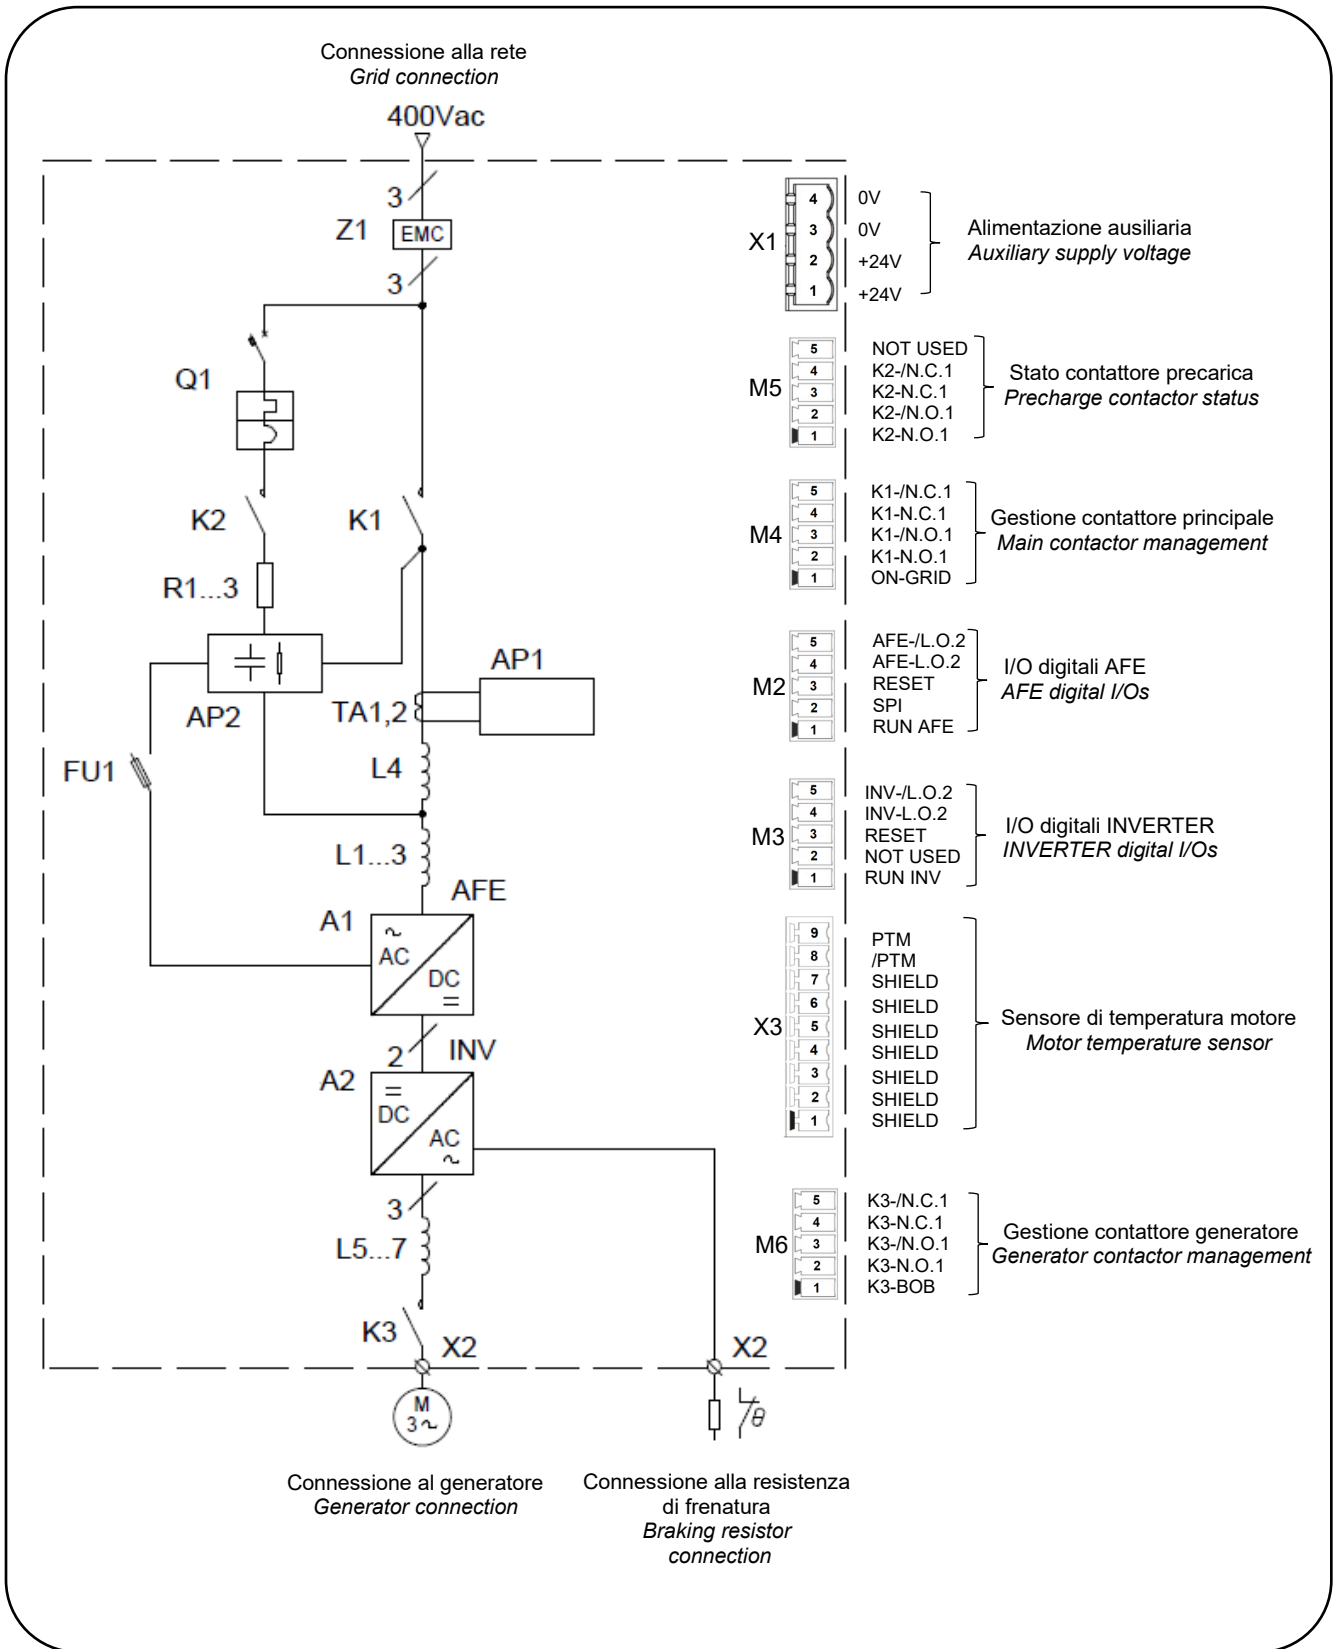 Connessione alla rete
Grid connection
400Vac
3
Z1
EMC
3
Q1
K2
K1
R1...3
AP1
AP2
TA1,2
FU1
L4
L1...3
AFE
A1
AC
DC
2
INV
A2
DC
AC
3
L5...7
K3
X2
X2
M
3
θ
Connessione al generatore
Generator connection
Connessione alla resistenza
di frenatura
Braking resistor
connection
X1
4 0V
3 0V
2 +24V
1 +24V
Alimentazione ausiliaria
Auxiliary supply voltage
M5
5 NOT USED
4 K2-/N.C.1
3 K2-N.C.1
2 K2-/N.O.1
1 K2-N.O.1
Stato contattore precarica
Precharge contactor status
M4
5 K1-/N.C.1
4 K1-N.C.1
3 K1-/N.O.1
2 K1-N.O.1
1 ON-GRID
Gestione contattore principale
Main contactor management
M2
5 AFE-/L.O.2
4 AFE-L.O.2
3 RESET
2 SPI
1 RUN AFE
I/O digitali AFE
AFE digital I/Os
M3
5 INV-/L.O.2
4 INV-L.O.2
3 RESET
2 NOT USED
1 RUN INV
I/O digitali INVERTER
INVERTER digital I/Os
X3
9 PTM
8 /PTM
7 SHIELD
6 SHIELD
5 SHIELD
4 SHIELD
3 SHIELD
2 SHIELD
1 SHIELD
Sensore di temperatura motore
Motor temperature sensor
M6
5 K3-/N.C.1
4 K3-N.C.1
3 K3-/N.O.1
2 K3-N.O.1
1 K3-BOB
Gestione contattore generatore
Generator contactor management